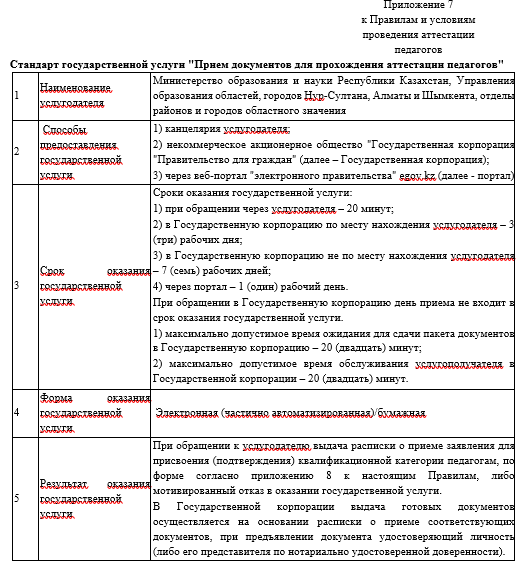 Приложение 7
к Правилам и условиям
проведения аттестации
педагогов
Стандарт государственной услуги "Прием документов для прохождения аттестации педагогов"
1
Наименование
услугодателя
Министерство образования и науки Республики Казахстан, Управления
образования областей, городов Нур-Султана, Алматы и Шымкента, отделы
районов и городов областного значения
2
Способы
предоставления
государственной
услуги
1) канцелярия услугодателя;
2) некоммерческое акционерное общество "Государственная корпорация
"Правительство для граждан" (далее – Государственная корпорация);
3) через веб-портал "электронного правительства" egov.kz (далее - портал)
3
Срок оказания
государственной
услуги
Сроки оказания государственной услуги:
1) при обращении через услугодателя – 20 минут;
2) в Государственную корпорацию по месту нахождения услугодателя – 3
(три) рабочих дня;
3) в Государственную корпорацию не по месту нахождения услугодателя
– 7 (семь) рабочих дней;
4) через портал – 1 (один) рабочий день.
При обращении в Государственную корпорацию день приема не входит в
срок оказания государственной услуги.
1) максимально допустимое время ожидания для сдачи пакета документов
в Государственную корпорацию – 20 (двадцать) минут;
2) максимально допустимое время обслуживания услугополучателя в
Государственной корпорации – 20 (двадцать) минут.
4
Форма оказания
государственной
услуги
Электронная (частично автоматизированная)/бумажная
5
Результат оказания
государственной
услуги
При обращении к услугодателю выдача расписки о приеме заявления для
присвоения (подтверждения) квалификационной категории педагогам, по
форме согласно приложению 8 к настоящим Правилам, либо
мотивированный отказ в оказании государственной услуги.
В Государственной корпорации выдача готовых документов
осуществляется на основании расписки о приеме соответствующих
документов, при предъявлении документа удостоверяющий личность
(либо его представителя по нотариально удостоверенной доверенности).